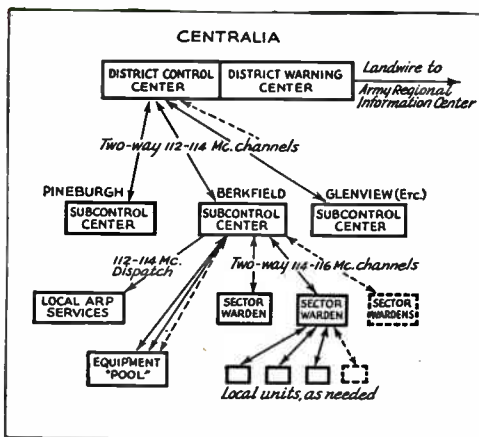 CENTRALIA
DISTRICT CONTROL
CENTER
DISTRICT WARNING
CENTER
Landwire to
Army Regional
Information Center
Two-way 112-114 Mc. channels
PINEBURGH
SUBCONTROL
CENTER
BERKFIELD
SUBCONTROL
CENTER
GLENVIEW (ETC.)
SUBCONTROL
CENTER
112-114 Mc.
Dispatch
Two-way 114-116 Mc. channels
LOCAL ARP
SERVICES
SECTOR
WARDEN
SECTOR
WARDEN
SECTOR
WARDENS
EQUIPMENT
"POOL"
Local units, as needed